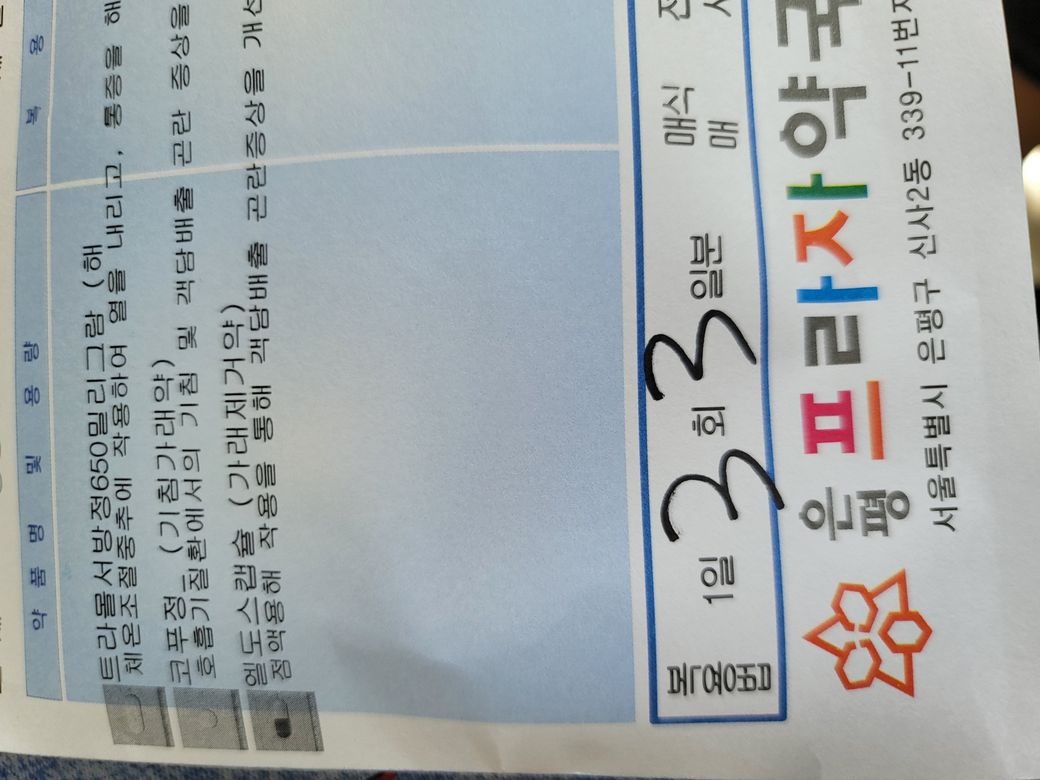 약 품 명 및 용 량 복 용
트라몰서방정650밀리그람 (해
체온조절중추에 작용하여 열을 내리고, 통증을 해
코푸정_ (기침가래약)
호흡기질환에서의 기침 및 객담배출 곤란 증상을
엘도스캡슐 (가래제거약)
점액용해 작용을 통해 객담배출 곤란증상을 개선
복용방법 1일 3 회 3 일분 매식
매
은평 프라자약국
서울특별시 은평구 신사2동 339-11번지